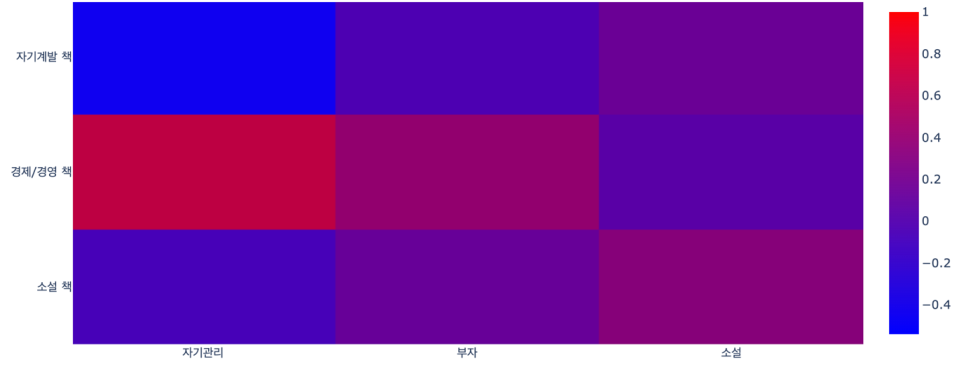 자기계발 책
경제/경영 책
소설 책
자기관리
부자
소설
1
0.8
0.6
0.4
0.2
0
−0.2
−0.4